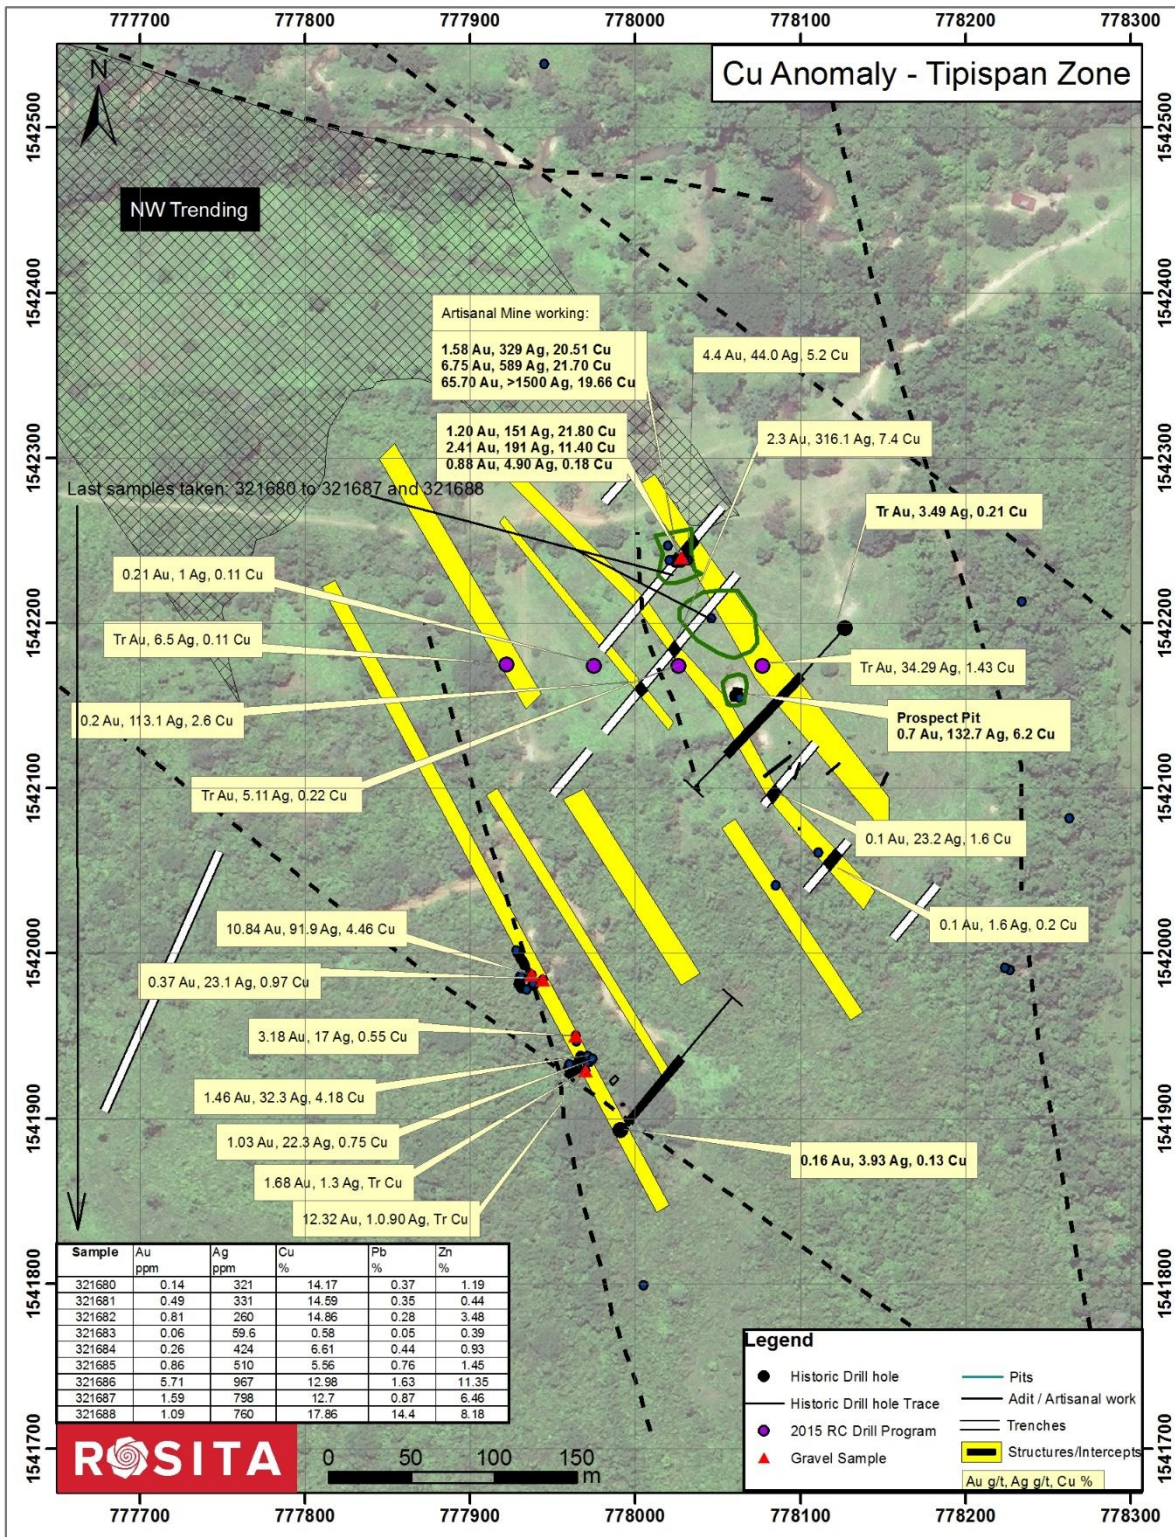 777700 777800 777900 778000 778100 778200 778300
Cu Anomaly - Tipispan Zone
N
NW Trending
1542500
1542400
1542300
1542200
1542100
1542000
1541900
1541800
1541700
1542500
1542400
1542300
1542200
1542100
1542000
1541900
1541800
1541700
Artisanal Mine working:
1.58 Au, 329 Ag, 20.51 Cu
6.75 Au, 589 Ag, 21.70 Cu
65.70 Au, >1500 Ag, 19.66 Cu
4.4 Au, 44.0 Ag, 5.2 Cu
1.20 Au, 151 Ag, 21.80 Cu
2.41 Au, 191 Ag, 11.40 Cu
0.88 Au, 4.90 Ag, 0.18 Cu
2.3 Au, 316.1 Ag, 7.4 Cu
Last samples taken: 321680 to 321687 and 321688
Tr Au, 3.49 Ag, 0.21 Cu
0.21 Au, 1 Ag, 0.11 Cu
Tr Au, 6.5 Ag, 0.11 Cu
Tr Au, 34.29 Ag, 1.43 Cu
0.2 Au, 113.1 Ag, 2.6 Cu
Prospect Pit
0.7 Au, 132.7 Ag, 6.2 Cu
Tr Au, 5.11 Ag, 0.22 Cu
0.1 Au, 23.2 Ag, 1.6 Cu
10.84 Au, 91.9 Ag, 4.46 Cu
0.1 Au, 1.6 Ag, 0.2 Cu
0.37 Au, 23.1 Ag, 0.97 Cu
3.18 Au, 17 Ag, 0.55 Cu
1.46 Au, 32.3 Ag, 4.18 Cu
1.03 Au, 22.3 Ag, 0.75 Cu
0.16 Au, 3.93 Ag, 0.13 Cu
1.68 Au, 1.3 Ag, Tr Cu
12.32 Au, 1.0.90 Ag, Tr Cu
Sample Au Ag Cu Pb Zn
ppm ppm % % %
321680 0.14 321 14.17 0.37 1.19
321681 0.49 331 14.59 0.35 0.44
321682 0.81 260 14.86 0.28 3.48
321683 0.06 59.6 0.58 0.05 0.39
321684 0.26 424 6.61 0.44 0.93
321685 0.86 510 5.56 0.76 1.45
321686 5.71 967 12.98 1.63 11.35
321687 1.59 798 12.7 0.87 6.46
321688 1.09 760 17.86 14.4 8.18
ROSITA
0 50 100 150
m
Legend
Historic Drill hole
Historic Drill hole Trace
2015 RC Drill Program
Gravel Sample
Pits
Adit / Artisanal work
Trenches
Structures/Intercepts
Au g/t, Ag g/t, Cu %
777700 777800 777900 778000 778100 778200 778300